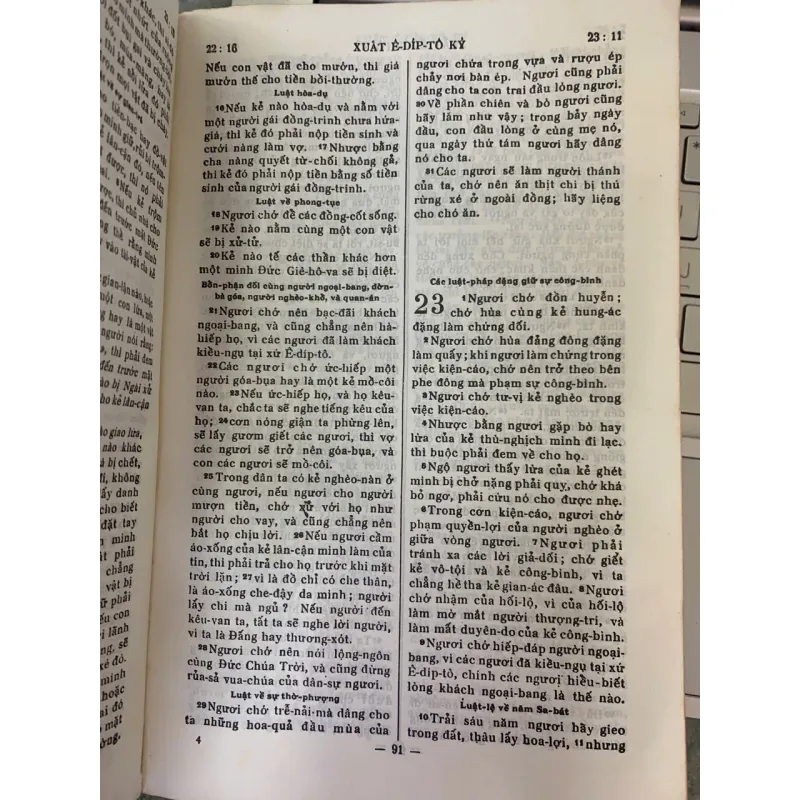 22 : 16
XUẤT Ê-DÍP-TÔ KÝ
23 : 11
Nếu con vật đã cho mướn, thì giá
mướn thế cho tiền bồi-thường.
Luật hòa-dụ
16Nếu kẻ nào hòa-dụ và nằm với
một người gái đồng-trinh chưa hứa-
giá, thì kẻ đó phải nộp tiền sính và
cưới nàng làm vợ. 17Nhược bằng
cha nàng quyết từ-chối không gả,
thì kẻ đó phải nộp tiền bằng số tiền
sính của người gái đồng-trinh.
Luật về phong-tục
18Ngươi chớ để các đồng-cốt sống.
19Kẻ nào nằm cùng một con vật
sẽ bị xử-tử.
20Kẻ nào tế các thần khác hơn
một mình Đức Giê-hô-va sẽ bị diệt.
Bổn-phận đối cùng người ngoại-bang, đờn-
bà góa, người nghèo-khổ, và quan-án
21Ngươi chớ nên bạc-đãi khách
ngoại-bang, và cũng chẳng nên hà-
hiếp họ, vì các ngươi đã làm khách
kiều-ngụ tại xứ Ê-díp-tô.
22Các ngươi chớ ức-hiếp một
người góa-bụa hay là một kẻ mồ-côi
nào. 23Nếu ức-hiếp họ, và họ kêu-
van ta, chắc ta sẽ nghe tiếng kêu của
họ; 24cơn nóng giận ta phừng lên,
sẽ lấy gươm giết các ngươi, thì vợ
các ngươi sẽ trở nên góa-bụa, và
con các ngươi sẽ mồ-côi.
25Trong dân ta có kẻ nghèo-nàn ở
cùng ngươi, nếu ngươi cho người
mượn tiền, chớ xử với họ như
người cho vay, và cũng chẳng nên
bắt họ chịu lời. 26Nếu ngươi cầm
áo-xống của kẻ lân-cận mình làm của
tin, thì phải trả cho họ trước khi mặt
trời lặn; 27vì là đồ chỉ có che thân,
là áo-xống che-đậy da mình; người
lấy chi mà ngủ? Nếu người đến
kêu-van ta, tất ta sẽ nghe lời người,
vì ta là Đấng hay thương-xót.
28Ngươi chớ nên nói lộng-ngôn
cùng Đức Chúa Trời, và cũng đừng
rủa-sả vua-chúa của dân-sự ngươi.
Luật về sự thờ-phượng
29Ngươi chớ trễ-nải mà dâng cho
ta những hoa-quả đầu mùa của
4
ngươi chứa trong vựa và rượu ép
chảy nơi bàn ép. Ngươi cũng phải
dâng cho ta con trai đầu lòng ngươi.
30Về phần chiên và bò ngươi cũng
hãy làm như vậy; trong bảy ngày
đầu, con đầu lòng ở cùng mẹ nó,
qua ngày thứ tám ngươi hãy dâng
nó cho ta.
31Các ngươi sẽ làm người thánh
của ta, chớ nên ăn thịt chi bị thú
rừng xé ở ngoài đồng; hãy liệng
cho chó ăn.
Các luật-pháp đặng giữ sự công-bình
23 1Ngươi chớ đồn huyễn;
chớ hùa cùng kẻ hung-ác
đặng làm chứng dối.
2Ngươi chớ hùa đảng đông đặng
làm quấy; khi ngươi làm chứng trong
việc kiện-cáo, chớ nên trở theo bên
phe đông mà phạm sự công-bình.
3Ngươi chớ tư-vị kẻ nghèo trong
việc kiện-cáo.
4Nhược bằng ngươi gặp bò hay
lừa của kẻ thù-nghịch mình đi lạc.
thì buộc phải đem về cho họ.
5Ngộ ngươi thấy lừa của kẻ ghét
mình bị chở nặng phải quỵ, chớ khá
bỏ ngơ, phải cứu nó cho được nhẹ.
6Trong cơn kiện-cáo, ngươi chớ
phạm quyền-lợi của người nghèo ở
giữa vòng ngươi. 7Ngươi phải
tránh xa các lời giả-dối; chớ giết
kẻ vô-tội và kẻ công-bình, vì ta
chẳng hề tha kẻ gian-ác đâu. 8Ngươi
chớ nhậm của hối-lộ, vì của hối-lộ
làm mờ mắt người thượng-trí, và
làm mất duyên-do của kẻ công-bình.
9Ngươi chớ hiếp-đáp người ngoại-
bang, vì các ngươi đã kiều-ngụ tại xứ
Ê-díp-tô, chính các ngươi hiểu-biết
lòng khách ngoại-bang là thế nào.
Luật-lệ về năm Sa-bát
10Trải sáu năm ngươi hãy gieo
trong đất, thâu lấy hoa-lợi, 11nhưng
— 91 —